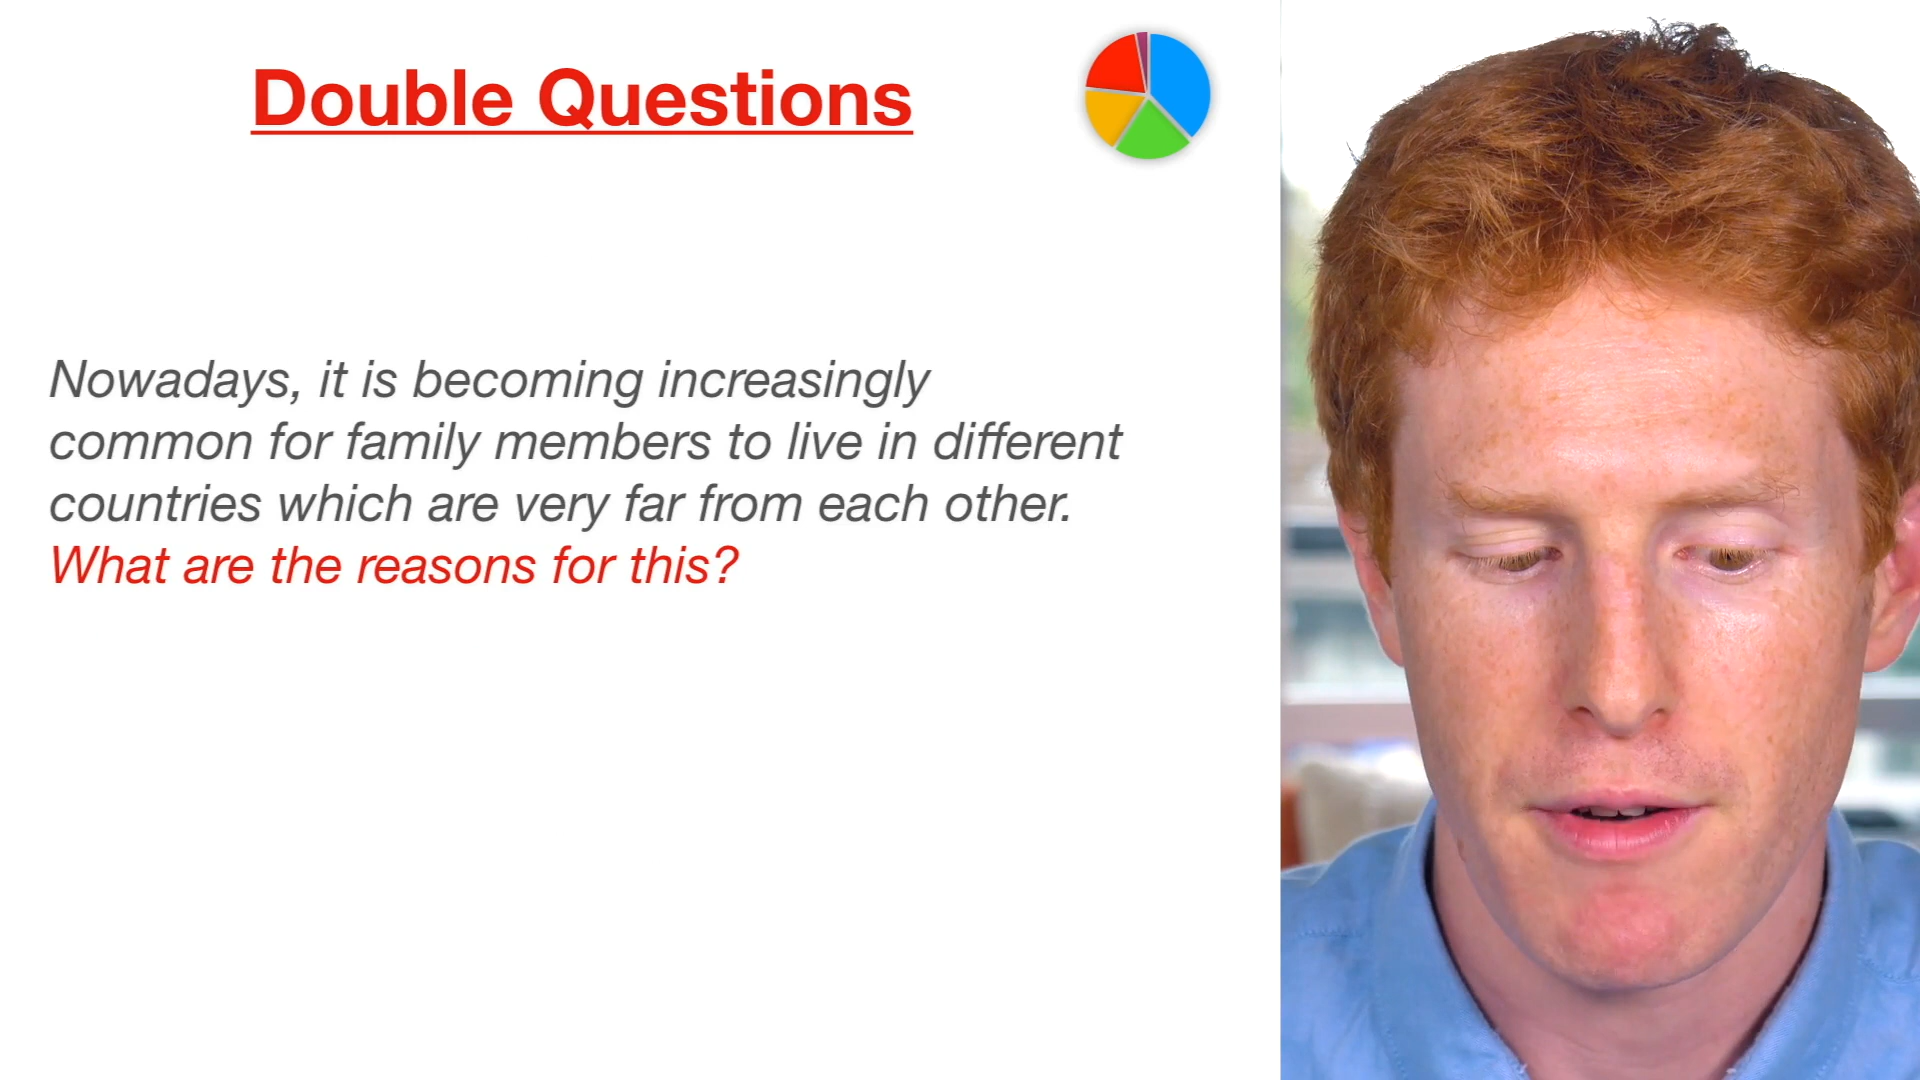 Double Questions
Nowadays, it is becoming increasingly
common for family members to live in different
countries which are very far from each other.
What are the reasons for this?